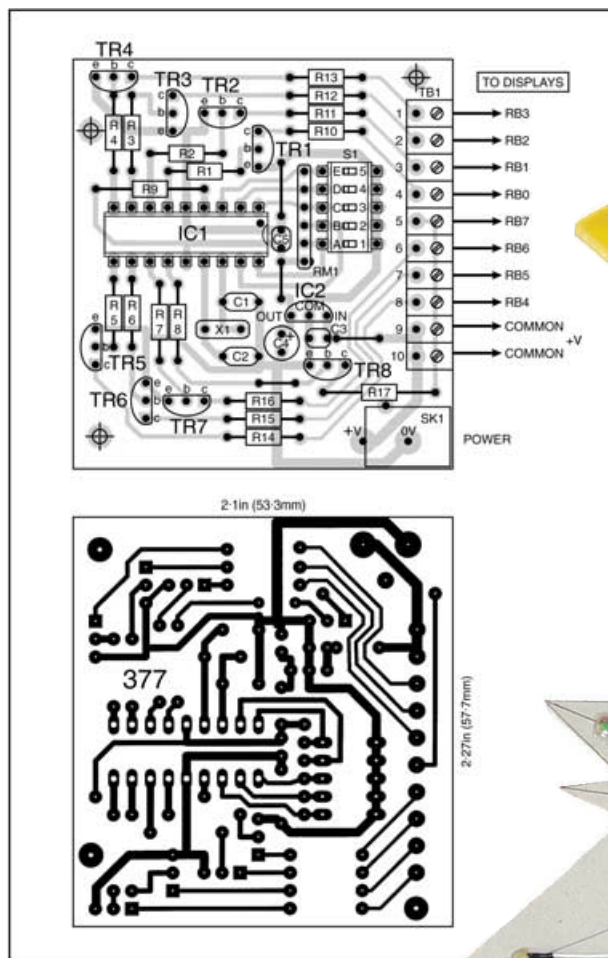 TR4
e b c
TR3
c
b
e
TR2
e b c
R13
R12
R11
R10
TB1
TO DISPLAYS
1 RB3
2 RB2
3 RB1
4 RB0
5 RB7
6 RB6
7 RB5
8 RB4
9 COMMON
+V
10 COMMON
R4
R3
R2
R1
R9
c
b
e
TR1
S1
E 5
D 4
C 3
B 2
A 1
IC1
C5
RM1
IC2
OUT COM IN
R5
R6
R7
R8
C1
X1
C2
+
C4
C3
e b c
TR8
e
b
c
TR5
TR6
e
b
c
e b c
TR7
R16
R15
R14
R17
SK1
+V 0V
POWER
2·1in (53·3mm)
377
2·27in (57·7mm)